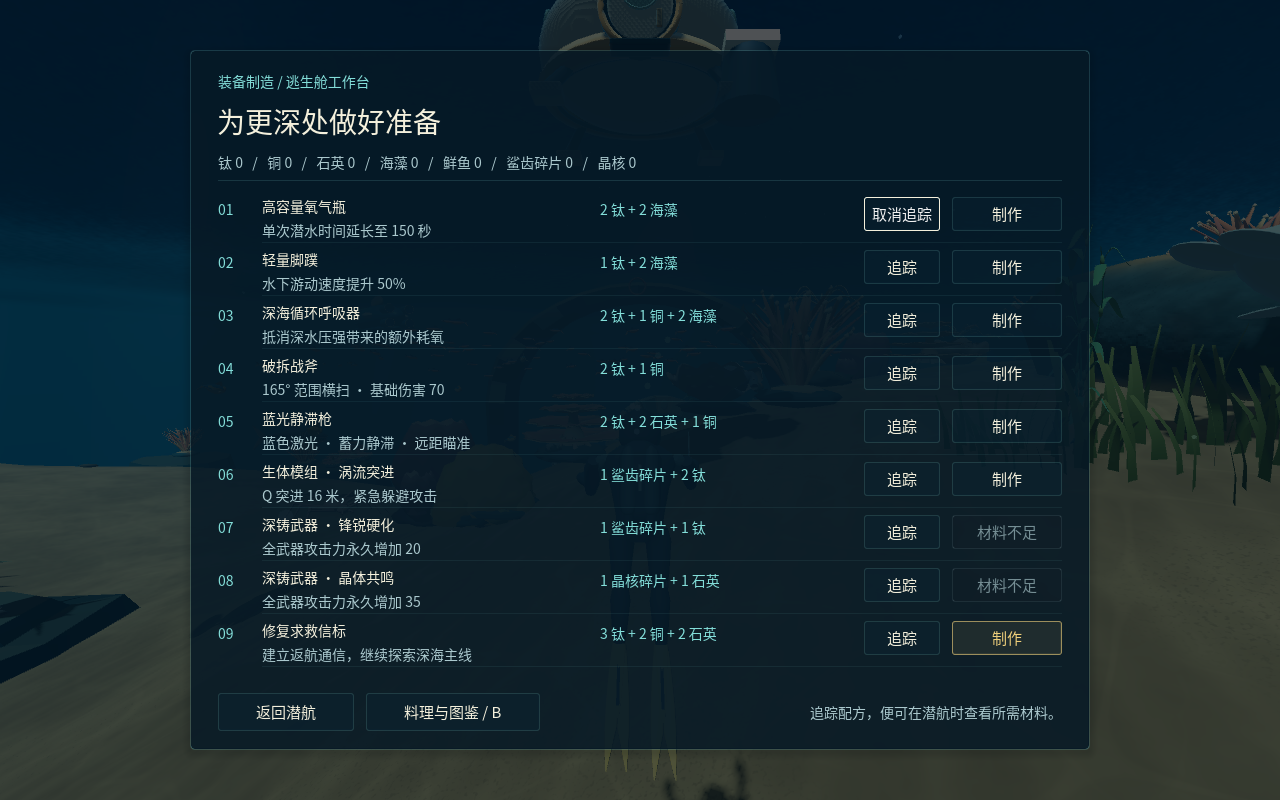 装备制造 / 逃生舱工作台
为更深处做好准备
钛 0 / 铜 0 / 石英 0 / 海藻 0 / 鲜鱼 0 / 鲨齿碎片 0 / 晶核 0
01 高容量氧气瓶 2 钛 + 2 海藻 取消追踪 制作
单次潜水时间延长至 150 秒
02 轻量脚蹼 1 钛 + 2 海藻 追踪 制作
水下游动速度提升 50%
03 深海循环呼吸器 2 钛 + 1 铜 + 2 海藻 追踪 制作
抵消深水压强带来的额外耗氧
04 破拆战斧 2 钛 + 1 铜 追踪 制作
165° 范围横扫 · 基础伤害 70
05 蓝光静滞枪 2 钛 + 2 石英 + 1 铜 追踪 制作
蓝色激光 · 蓄力静滞 · 远距瞄准
06 生体模组 · 涡流突进 1 鲨齿碎片 + 2 钛 追踪 制作
Q 突进 16 米，紧急躲避攻击
07 深铸武器 · 锋锐硬化 1 鲨齿碎片 + 1 钛 追踪 材料不足
全武器攻击力永久增加 20
08 深铸武器 · 晶体共鸣 1 晶核碎片 + 1 石英 追踪 材料不足
全武器攻击力永久增加 35
09 修复求救信标 3 钛 + 2 铜 + 2 石英 追踪 制作
建立返航通信，继续探索深海主线
返回潜航 料理与图鉴 / B 追踪配方，便可在潜航时查看所需材料。